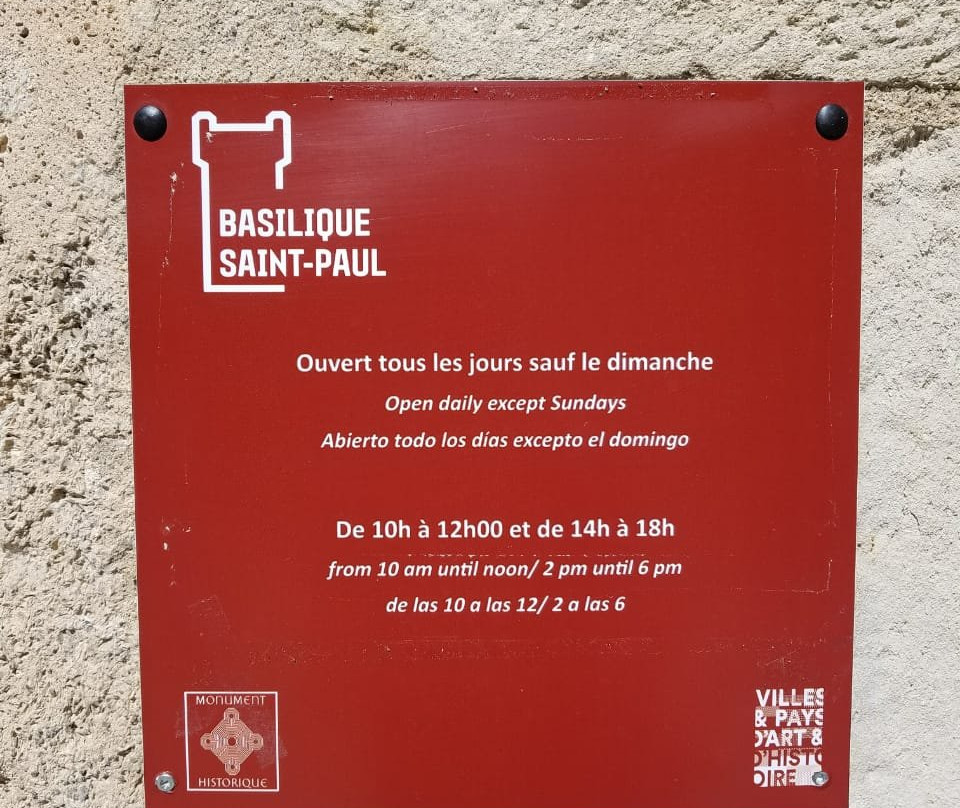 BASILIQUE
SAINT-PAUL
Ouvert tous les jours sauf le dimanche
Open daily except Sundays
Abierto todo los días excepto el domingo
De 10h à 12h00 et de 14h à 18h
from 10 am until noon/ 2 pm until 6 pm
de las 10 a las 12/ 2 a las 6
MONUMENT
HISTORIQUE
VILLES
& PAYS
D'ART &
D'HISTO
OIRE